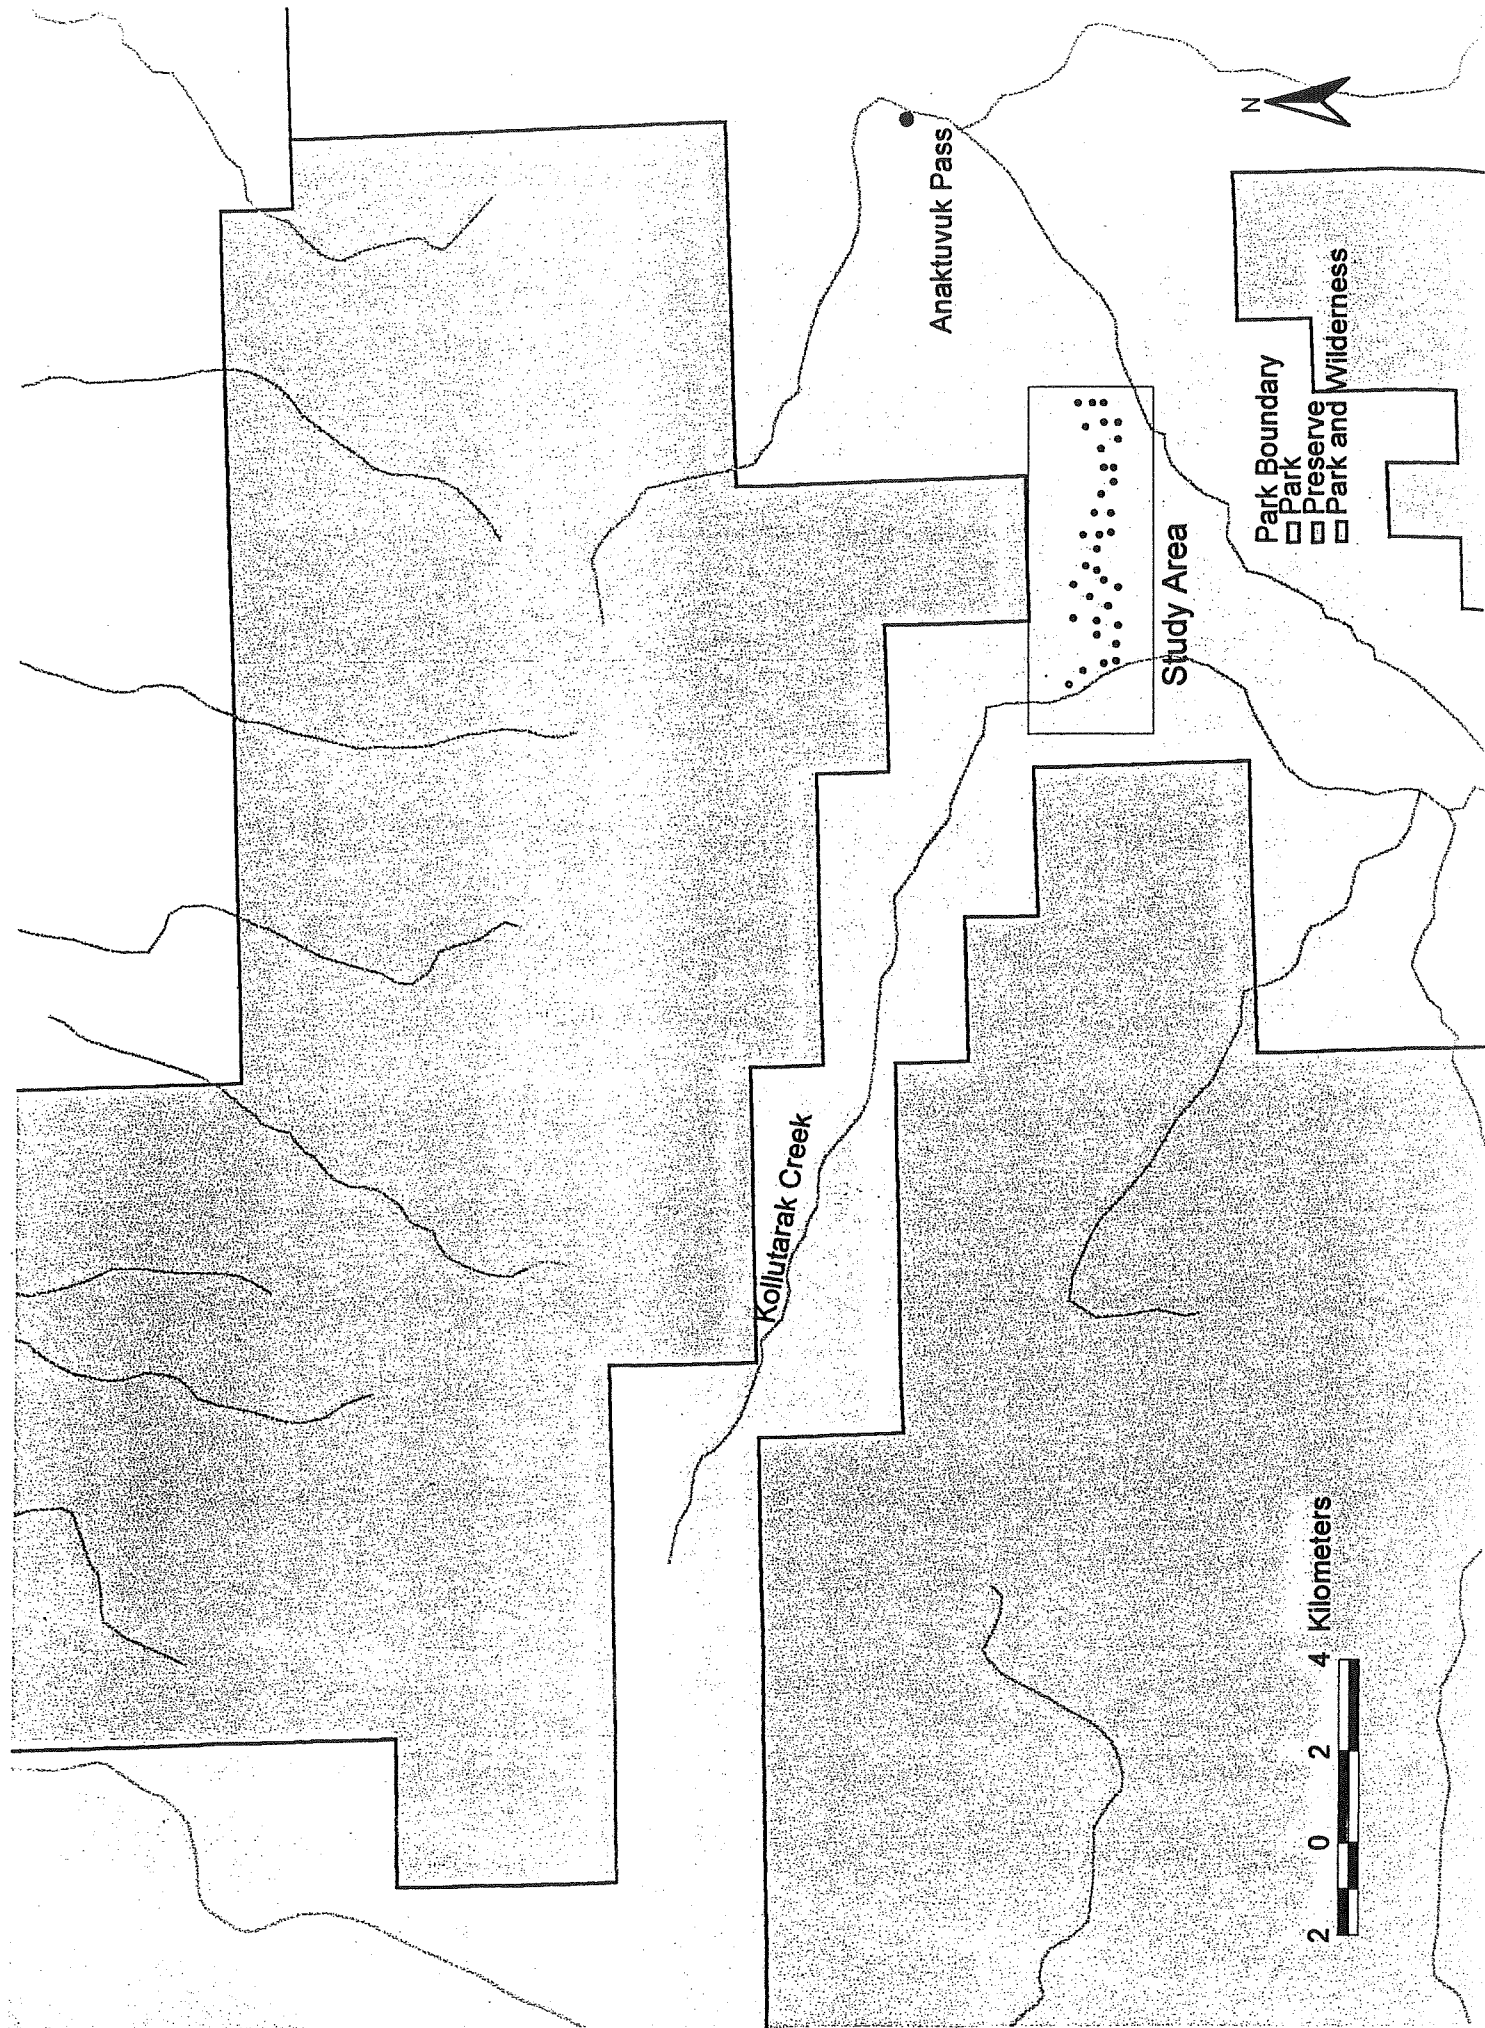 N
Anaktuvuk Pass
Kollutarak Creek
Study Area
Park Boundary
Park
Preserve
Park and Wilderness
2 0 2 4 Kilometers